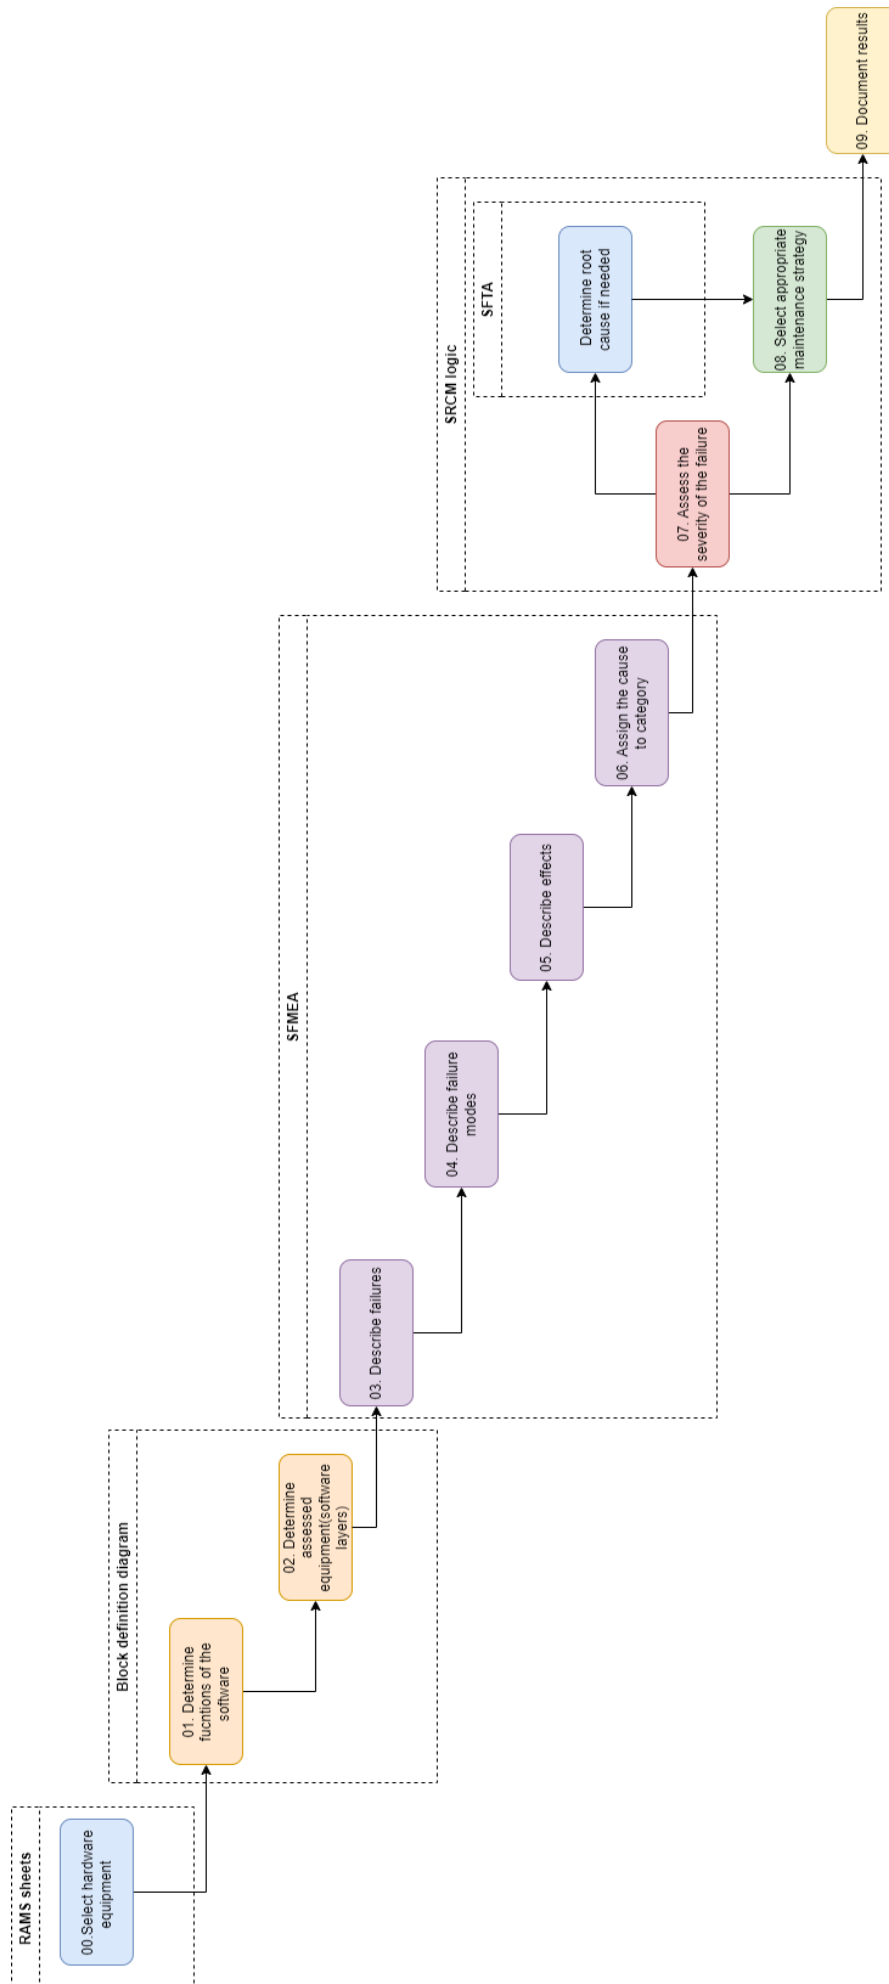 RAMS sheets
00.Select hardware
equipment
Block definition diagram
01. Determine
fucntions of the
software
02. Determine
assessed
equipment(software
layers)
SFMEA
03. Describe failures
04. Describe failure
modes
05. Describe effects
06. Assign the cause
to category
SRCM logic
07. Assess the
severity of the failure
SFTA
Determine root
cause if needed
08. Select appropriate
maintenance strategy
09. Document results